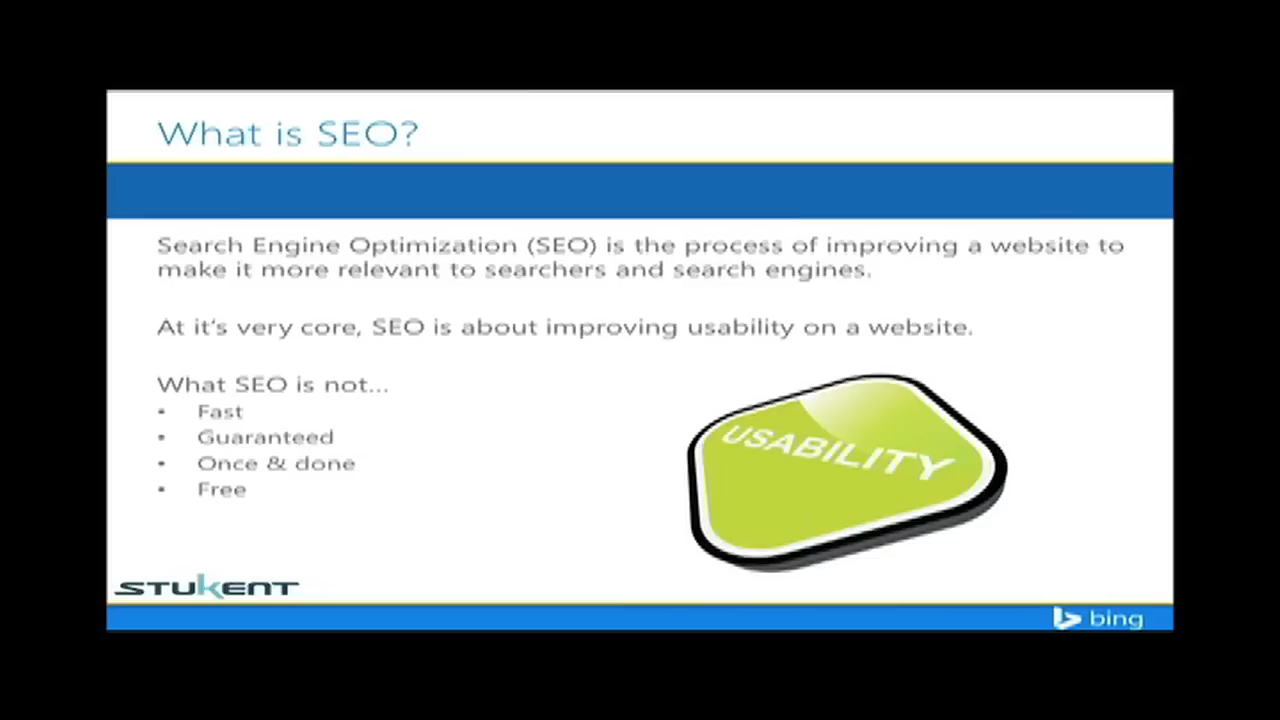 What is SEO?
Search Engine Optimization (SEO) is the process of improving a website to
make it more relevant to searchers and search engines.
At it's very core, SEO is about improving usability on a website.
What SEO is not...
• Fast
• Guaranteed
• Once & done
• Free
USABILITY
STUKENT
bing